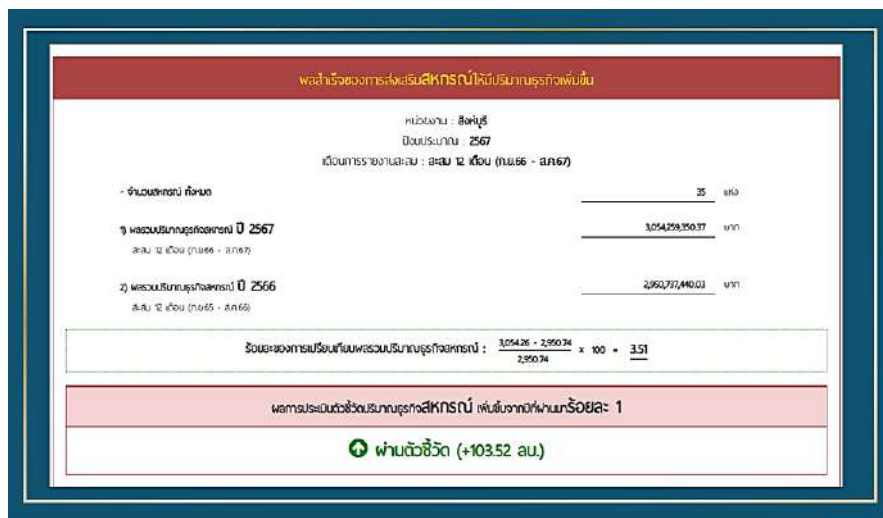 ผลสำเร็จของการส่งเสริมสหกรณ์ให้มีปริมาณธุรกิจเพิ่มขึ้น
หน่วยงาน : สิงห์บุรี
ปีงบประมาณ : 2567
เดือนการรายงานสะสม : สะสม 12 เดือน (ก.ย.66 - ส.ค.67)
- จำนวนสหกรณ์ ทั้งหมด 35 แห่ง
1) ผลรวมปริมาณธุรกิจสหกรณ์ ปี 2567 3,054,259,350.37 บาท
สะสม 12 เดือน (ก.ย.66 - ส.ค.67)
2) ผลรวมปริมาณธุรกิจสหกรณ์ ปี 2566 2,950,737,440.03 บาท
สะสม 12 เดือน (ก.ย.65 - ส.ค.66)
ร้อยละของการเปรียบเทียบผลรวมปริมาณธุรกิจสหกรณ์ : 3,054.26 - 2,950.74 x 100 = 3.51
2,950.74
ผลการประเมินตัวชี้วัดปริมาณธุรกิจสหกรณ์ เพิ่มขึ้นจากปีที่ผ่านมาร้อยละ 1
ผ่านตัวชี้วัด (+103.52 ลบ.)